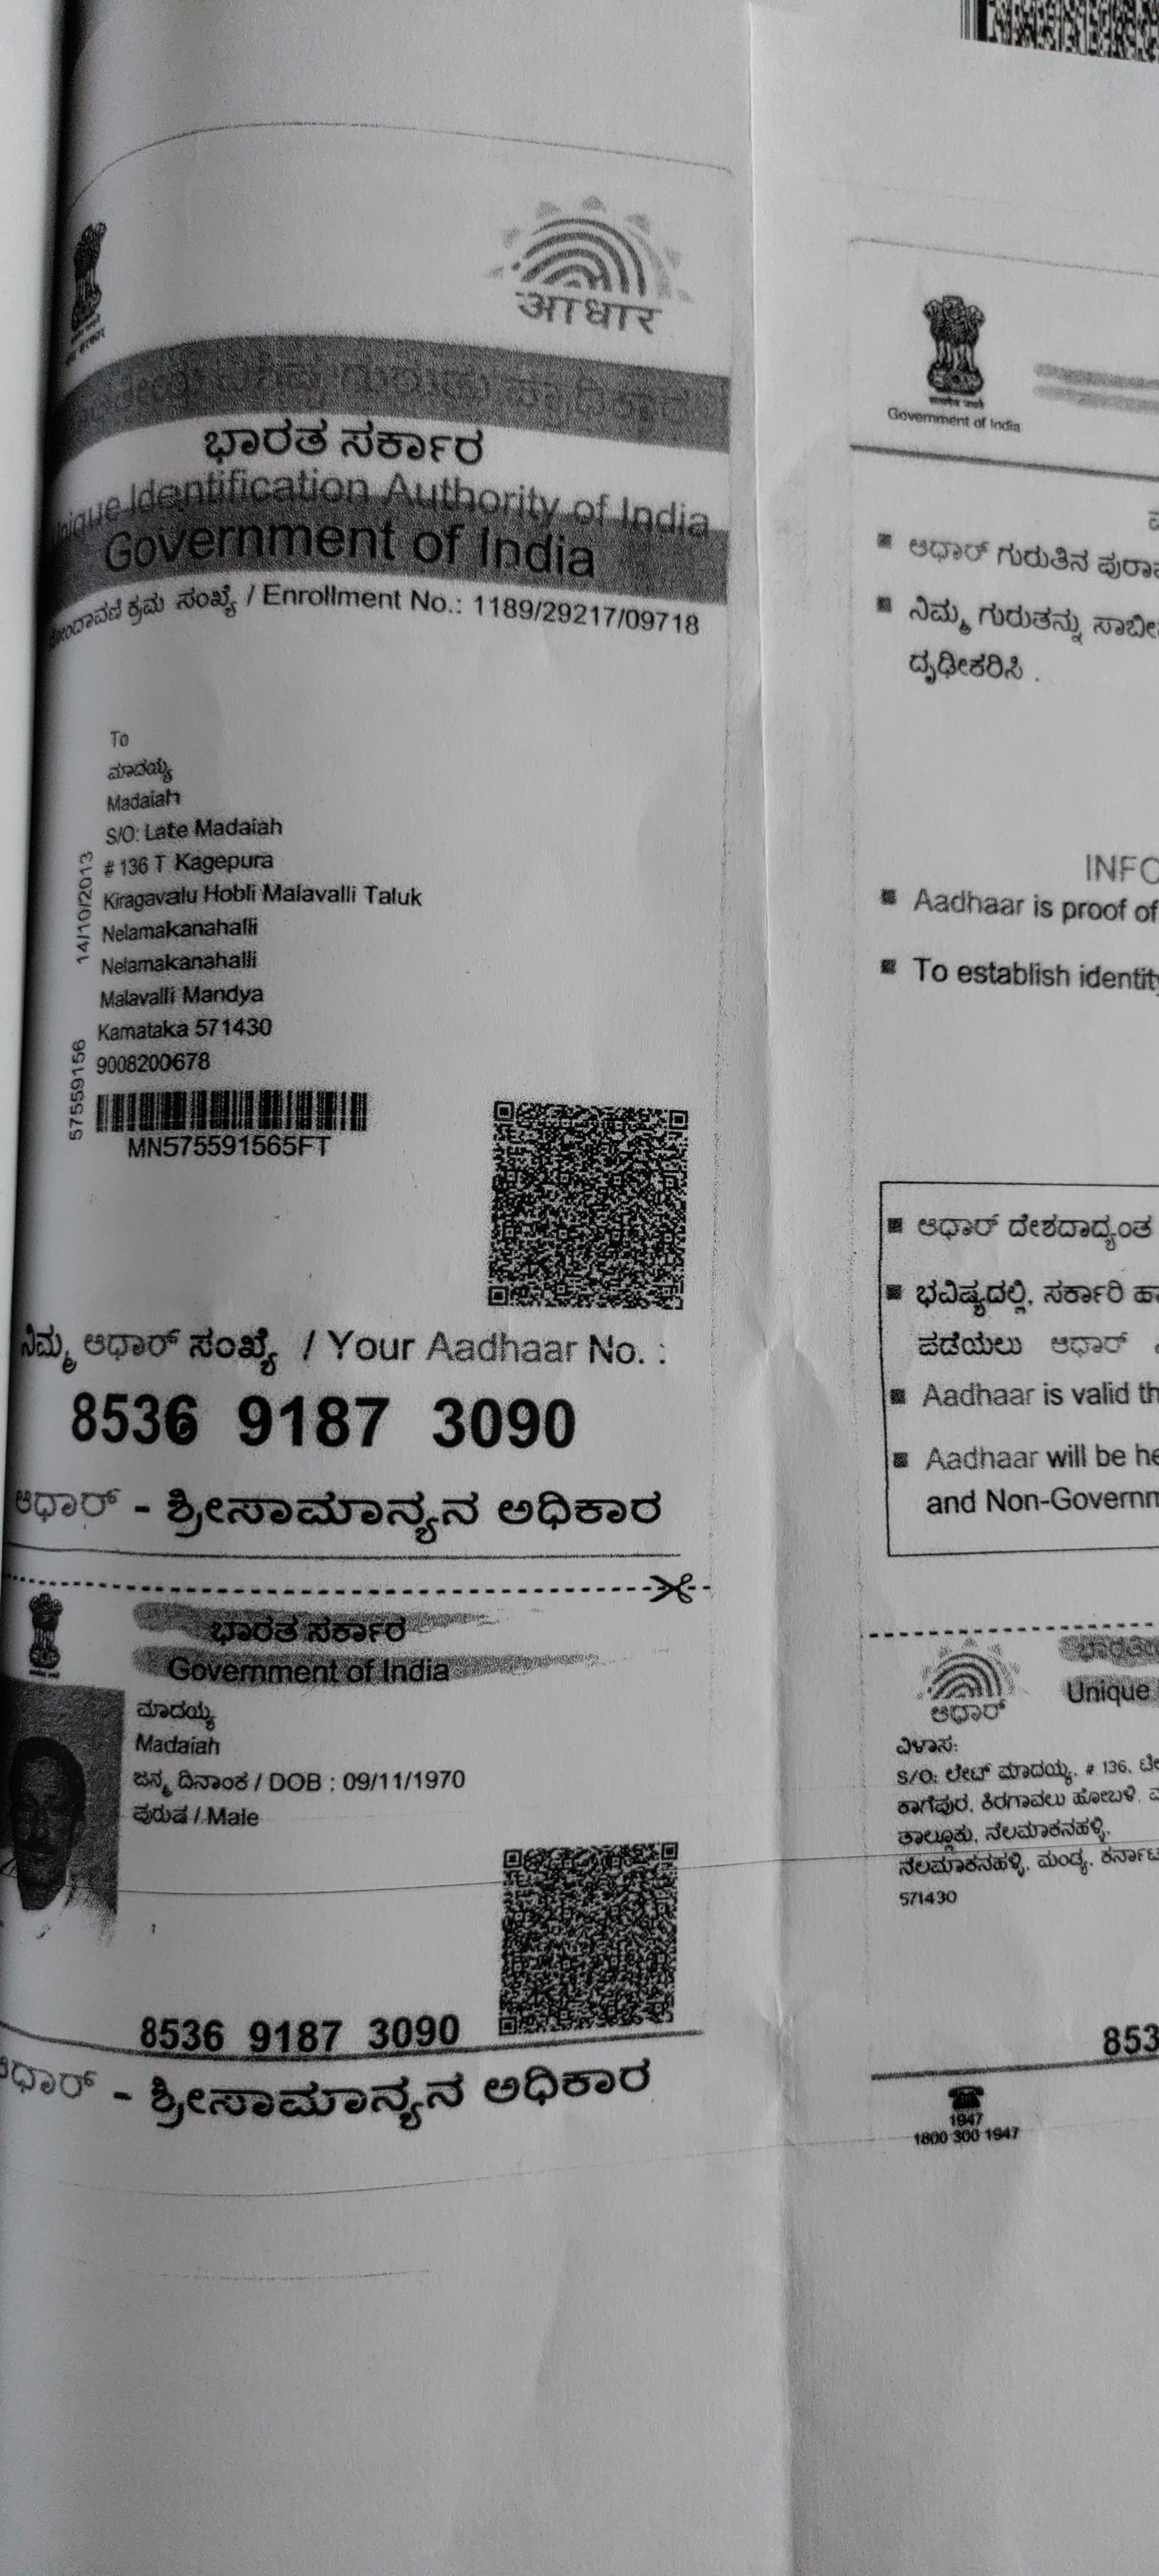 आधार
ಭಾರತ ಸರ್ಕಾರ
Unique Identification Authority of India
Government of India
ಕ್ರಮ ಸಂಖ್ಯೆ / Enrollment No.: 1189/29217/09718
To
ಮಾದಯ್ಯ
Madaiah
S/O: Late Madaiah
# 136 T Kagepura
Kiragavalu Hobli Malavalli Taluk
Nelamakanahalli
Nelamakanahalli
Malavalli Mandya
Karnataka 571430
9008200678
14/10/2013
57559156
MN575591565FT
ನಿಮ್ಮ ಆಧಾರ್ ಸಂಖ್ಯೆ / Your Aadhaar No. :
8536 9187 3090
ಆಧಾರ್ - ಶ್ರೀಸಾಮಾನ್ಯನ ಅಧಿಕಾರ
ಭಾರತ ಸರ್ಕಾರ
Government of India
ಮಾದಯ್ಯ
Madaiah
ಜನ್ಮ ದಿನಾಂಕ / DOB : 09/11/1970
ಪುರುಷ / Male
8536 9187 3090
ಆಧಾರ್ - ಶ್ರೀಸಾಮಾನ್ಯನ ಅಧಿಕಾರ
Government of India
ಆಧಾರ್ ಗುರುತಿನ
ನಿಮ್ಮ ಗುರುತನ್ನು
ದೃಢೀಕರಿಸಿ .
INFO
Aadhaar is proof of
To establish identity
ಆಧಾರ್ ದೇಶದಾದ್ಯಂತ
ಭವಿಷ್ಯದಲ್ಲಿ, ಸರ್ಕಾರಿ
ಪಡೆಯಲು ಆಧಾರ್
Aadhaar is valid th
Aadhaar will be he
and Non-Governm
ಆಧಾರ್
Unique
ವಿಳಾಸ:
S/O: ಲೇಟ್ ಮಾದಯ್ಯ, # 136, ಟಿ
ಕಾಗೆಪುರ, ಕಿರಗಾವಲು ಹೋಬಳಿ,
ತಾಲ್ಲೂಕು, ನೆಲಮಾಕನಹಳ್ಳಿ,
ನೆಲಮಾಕನಹಳ್ಳಿ, ಮಂಡ್ಯ, ಕರ್ನಾಟ
571430
853
1947
1800 300 1947